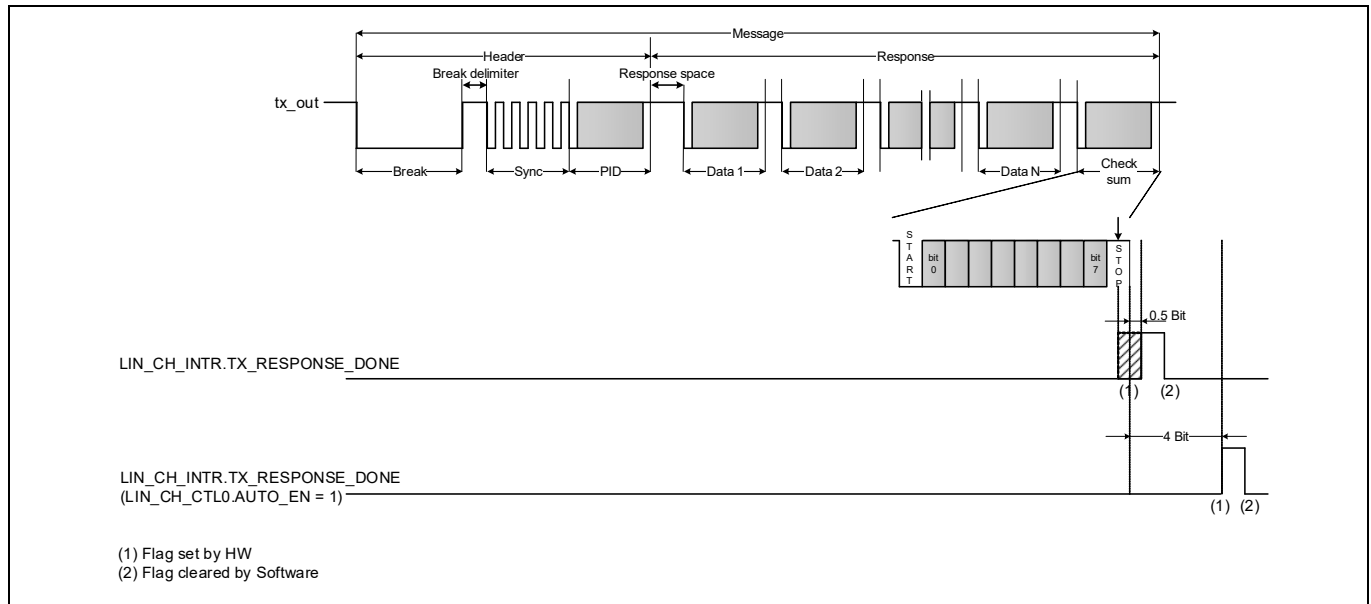 Message
Header
Response
Break delimiter
Response space
tx_out
Break
Sync
PID
Data 1
Data 2
Data N
Check
sum
START
bit
0
bit
7
STOP
0.5 Bit
LIN_CH_INTR.TX_RESPONSE_DONE
(1)
(2)
4 Bit
LIN_CH_INTR.TX_RESPONSE_DONE
(LIN_CH_CTL0.AUTO_EN = 1)
(1) (2)
(1) Flag set by HW
(2) Flag cleared by Software